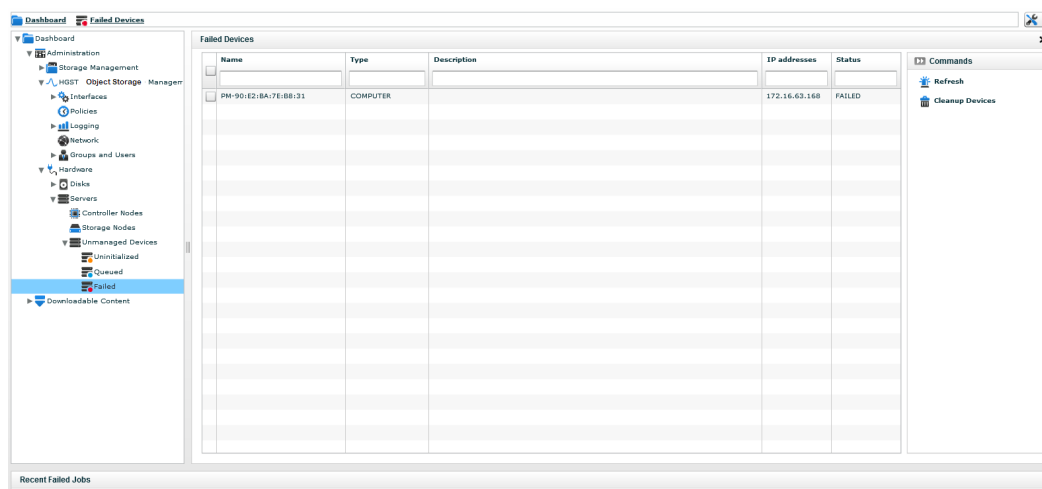 Dashboard Failed Devices
Dashboard
Administration
Storage Management
HGST Object Storage Managem
Interfaces
Policies
Logging
Network
Groups and Users
Hardware
Disks
Servers
Controller Nodes
Storage Nodes
Unmanaged Devices
Uninitialized
Queued
Failed
Downloadable Content
Failed Devices
Name Type Description IP addresses Status
PM-90:E2:BA:7E:B8:31 COMPUTER 172.16.63.168 FAILED
Commands
Refresh
Cleanup Devices
Recent Failed Jobs